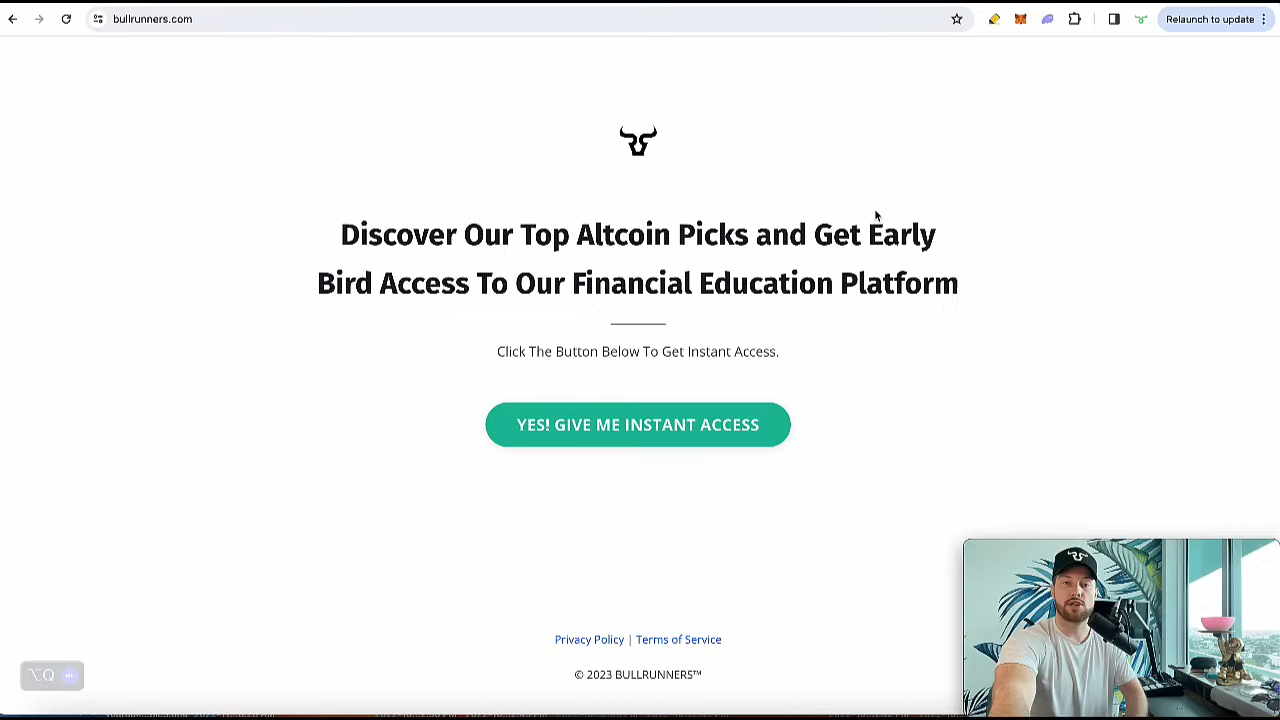 bullrunners.com
Relaunch to update
Discover Our Top Altcoin Picks and Get Early
Bird Access To Our Financial Education Platform
Click The Button Below To Get Instant Access.
YES! GIVE ME INSTANT ACCESS
Privacy Policy | Terms of Service
© 2023 BULLRUNNERS™
⌥Q